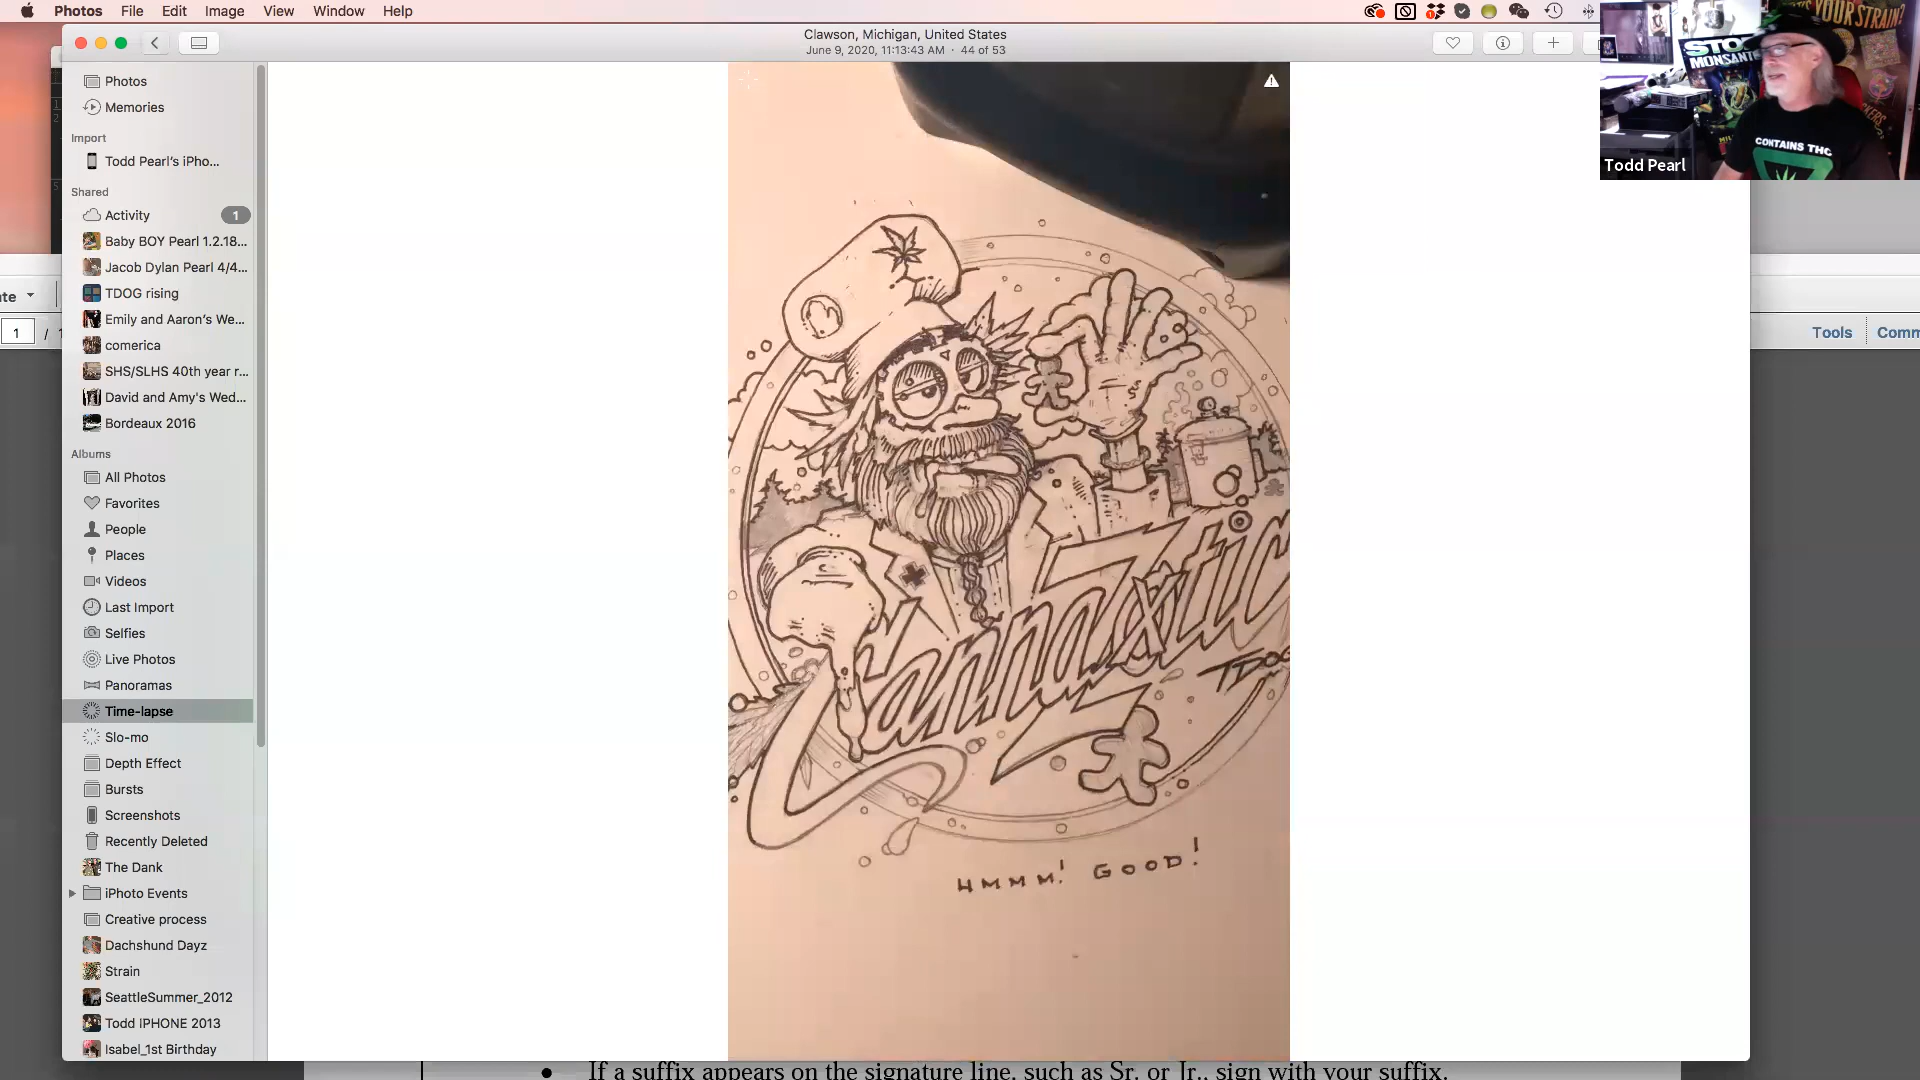 Photos File Edit Image View Window Help
Clawson, Michigan, United States
June 9, 2020, 11:13:43 AM · 44 of 53
Photos
Memories
Import
Todd Pearl's iPho...
Shared
Activity 1
Baby BOY Pearl 1.2.18...
Jacob Dylan Pearl 4/4...
TDOG rising
Emily and Aaron's We...
comerica
SHS/SLHS 40th year r...
David and Amy's Wed...
Bordeaux 2016
Albums
All Photos
Favorites
People
Places
Videos
Last Import
Selfies
Live Photos
Panoramas
Time-lapse
Slo-mo
Depth Effect
Bursts
Screenshots
Recently Deleted
The Dank
iPhoto Events
Creative process
Dachshund Dayz
Strain
SeattleSummer_2012
Todd IPHONE 2013
Isabel_1st Birthday
TDOG
HMMM! GOOD!
YOUR STRAIN?
STOP
MONSANTO
CONTAINS THC
Todd Pearl
1 /
Tools
Comm
If a suffix appears on the signature line, such as Sr. or Jr., sign with your suffix.